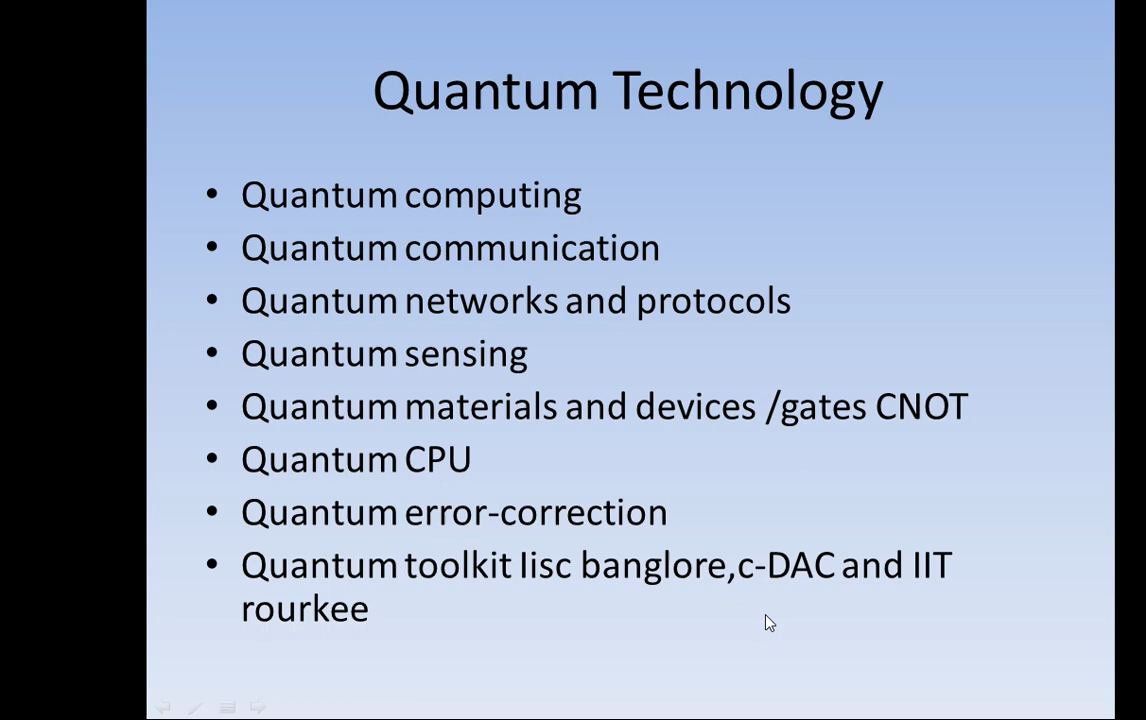 Quantum Technology
• Quantum computing
• Quantum communication
• Quantum networks and protocols
• Quantum sensing
• Quantum materials and devices /gates CNOT
• Quantum CPU
• Quantum error-correction
• Quantum toolkit Iisc banglore,c-DAC and IIT
rourkee